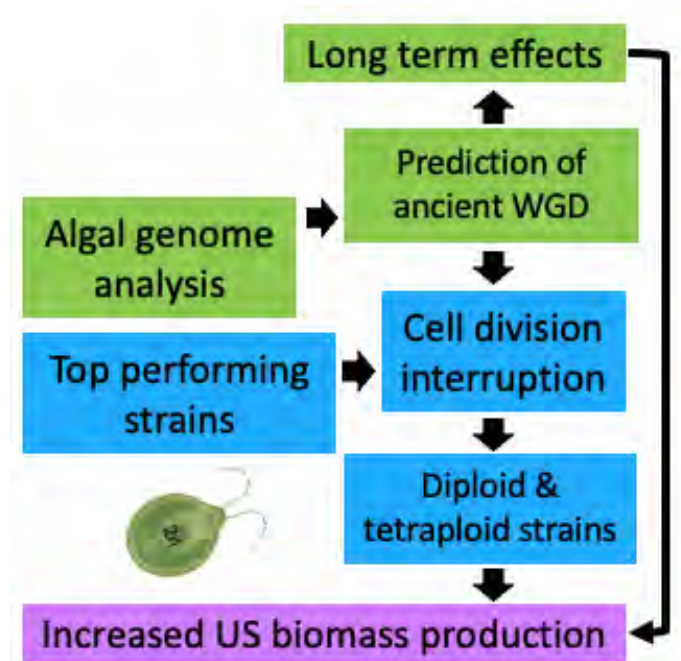 Long term effects
Prediction of
ancient WGD
Algal genome
analysis
Cell division
interruption
Top performing
strains
Diploid &
tetraploid strains
Increased US biomass production